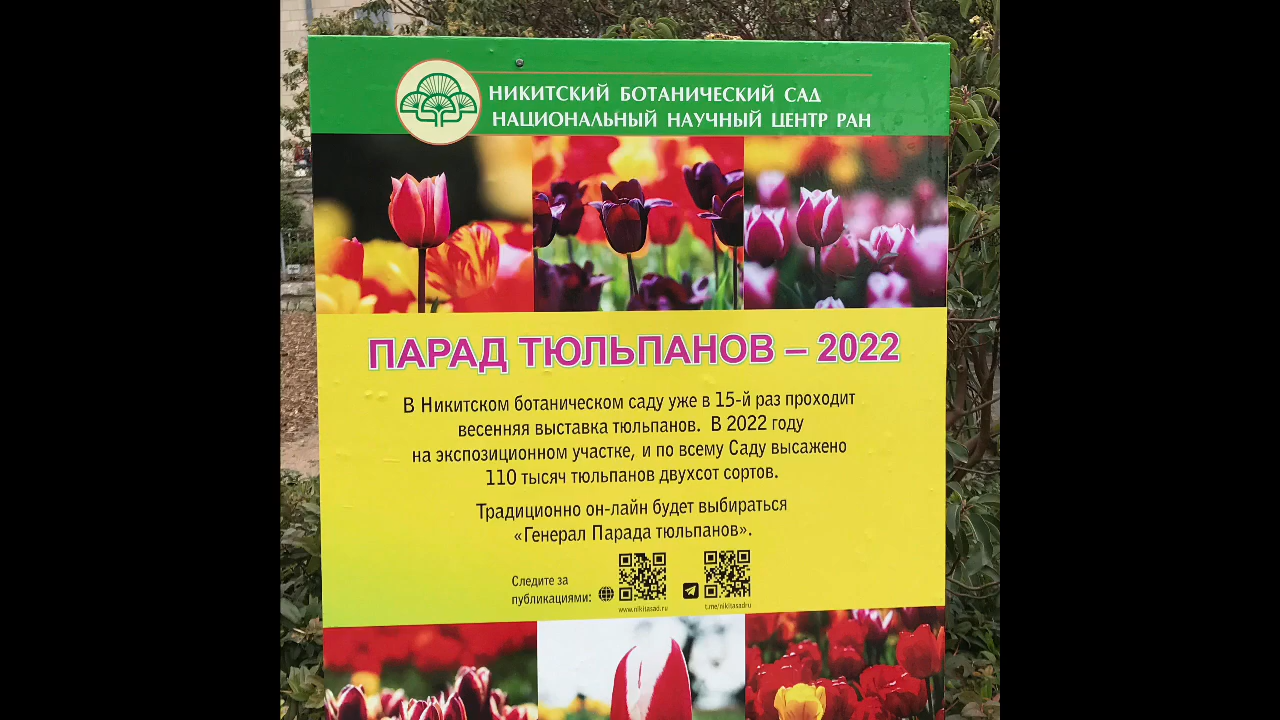 НИКИТСКИЙ БОТАНИЧЕСКИЙ САД
НАЦИОНАЛЬНЫЙ НАУЧНЫЙ ЦЕНТР РАН
ПАРАД ТЮЛЬПАНОВ – 2022
В Никитском ботаническом саду уже в 15-й раз проходит
весенняя выставка тюльпанов. В 2022 году
на экспозиционном участке, и по всему Саду высажено
110 тысяч тюльпанов двухсот сортов.
Традиционно он-лайн будет выбираться
«Генерал Парада тюльпанов».
Следите за
публикациями:
www.nikitasad.ru
t.me/nikitasadru